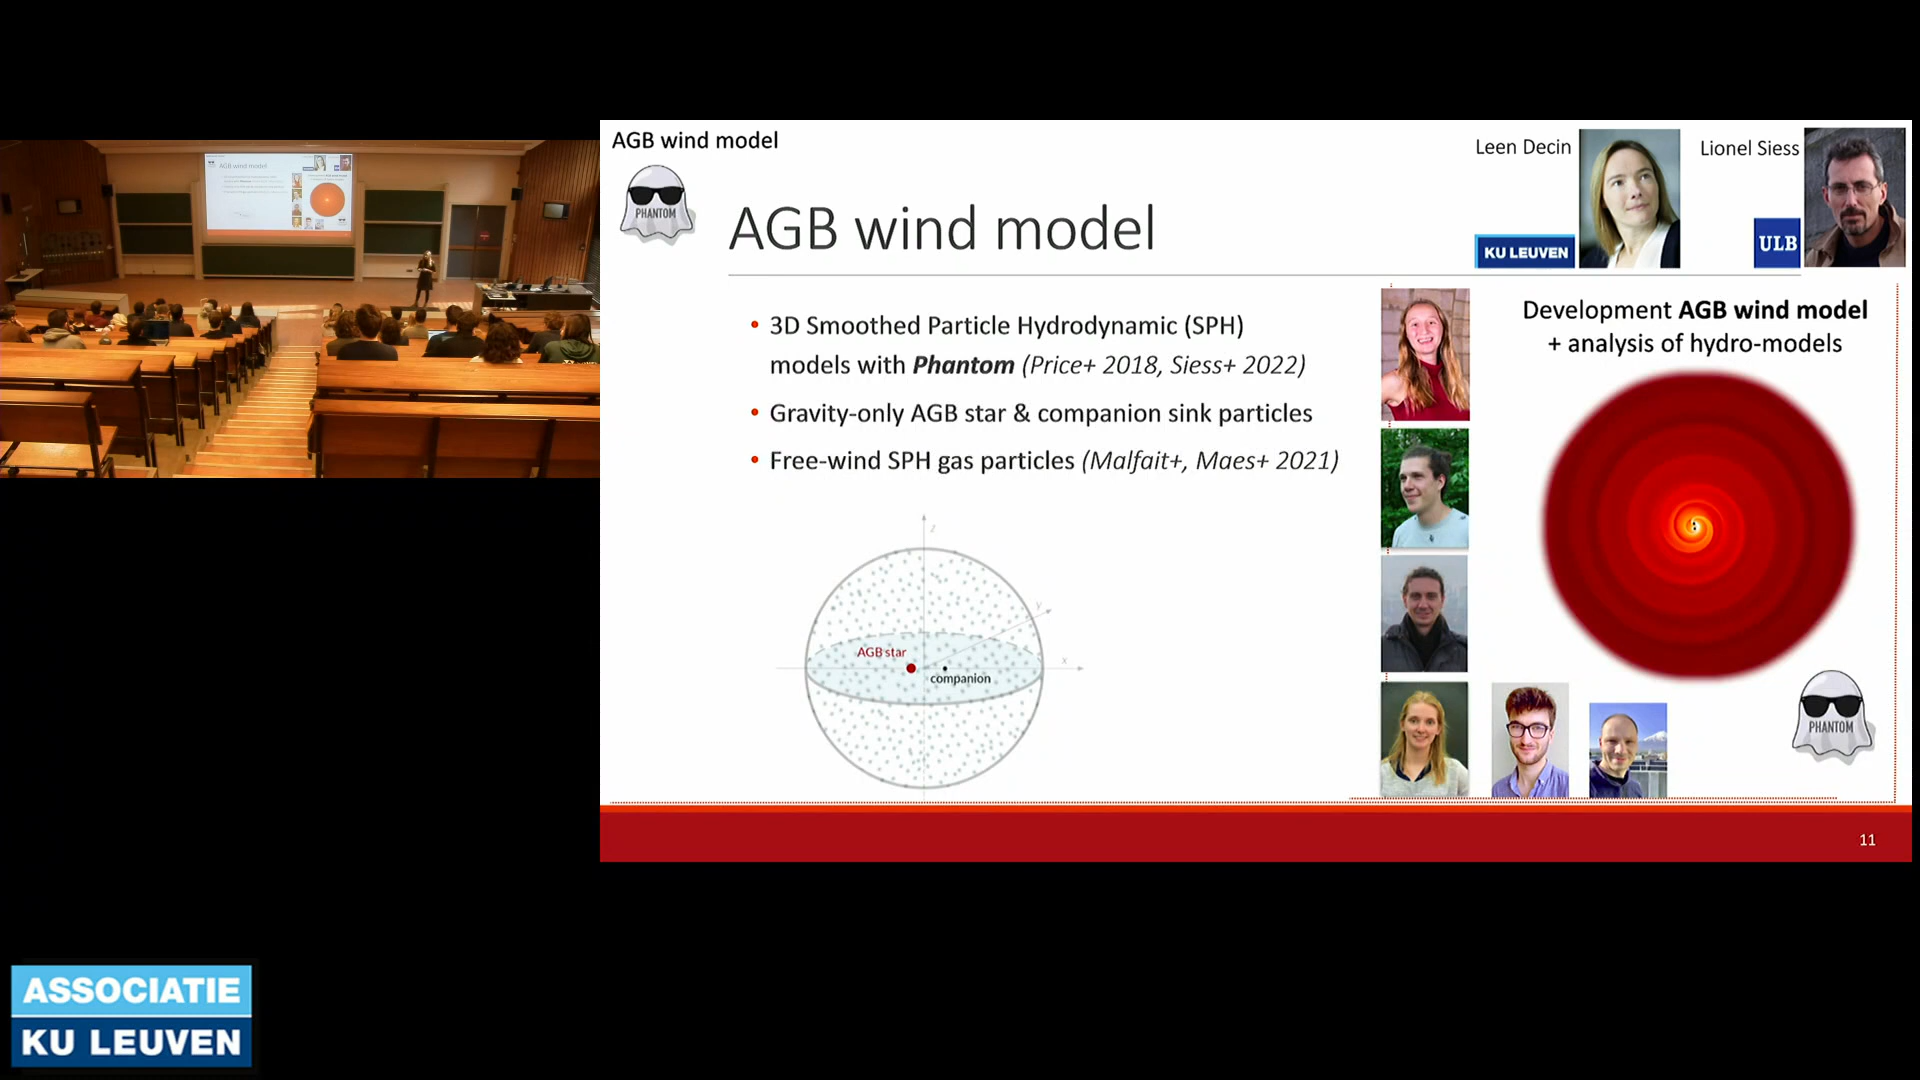 AGB wind model
Leen Decin
Lionel Siess
PHANTOM
AGB wind model
KU LEUVEN
ULB
• 3D Smoothed Particle Hydrodynamic (SPH)
models with Phantom (Price+ 2018, Siess+ 2022)
• Gravity-only AGB star & companion sink particles
• Free-wind SPH gas particles (Malfait+, Maes+ 2021)
Development AGB wind model
+ analysis of hydro-models
z
y
x
AGB star
companion
PHANTOM
11
AGB wind model
ASSOCIATIE
KU LEUVEN